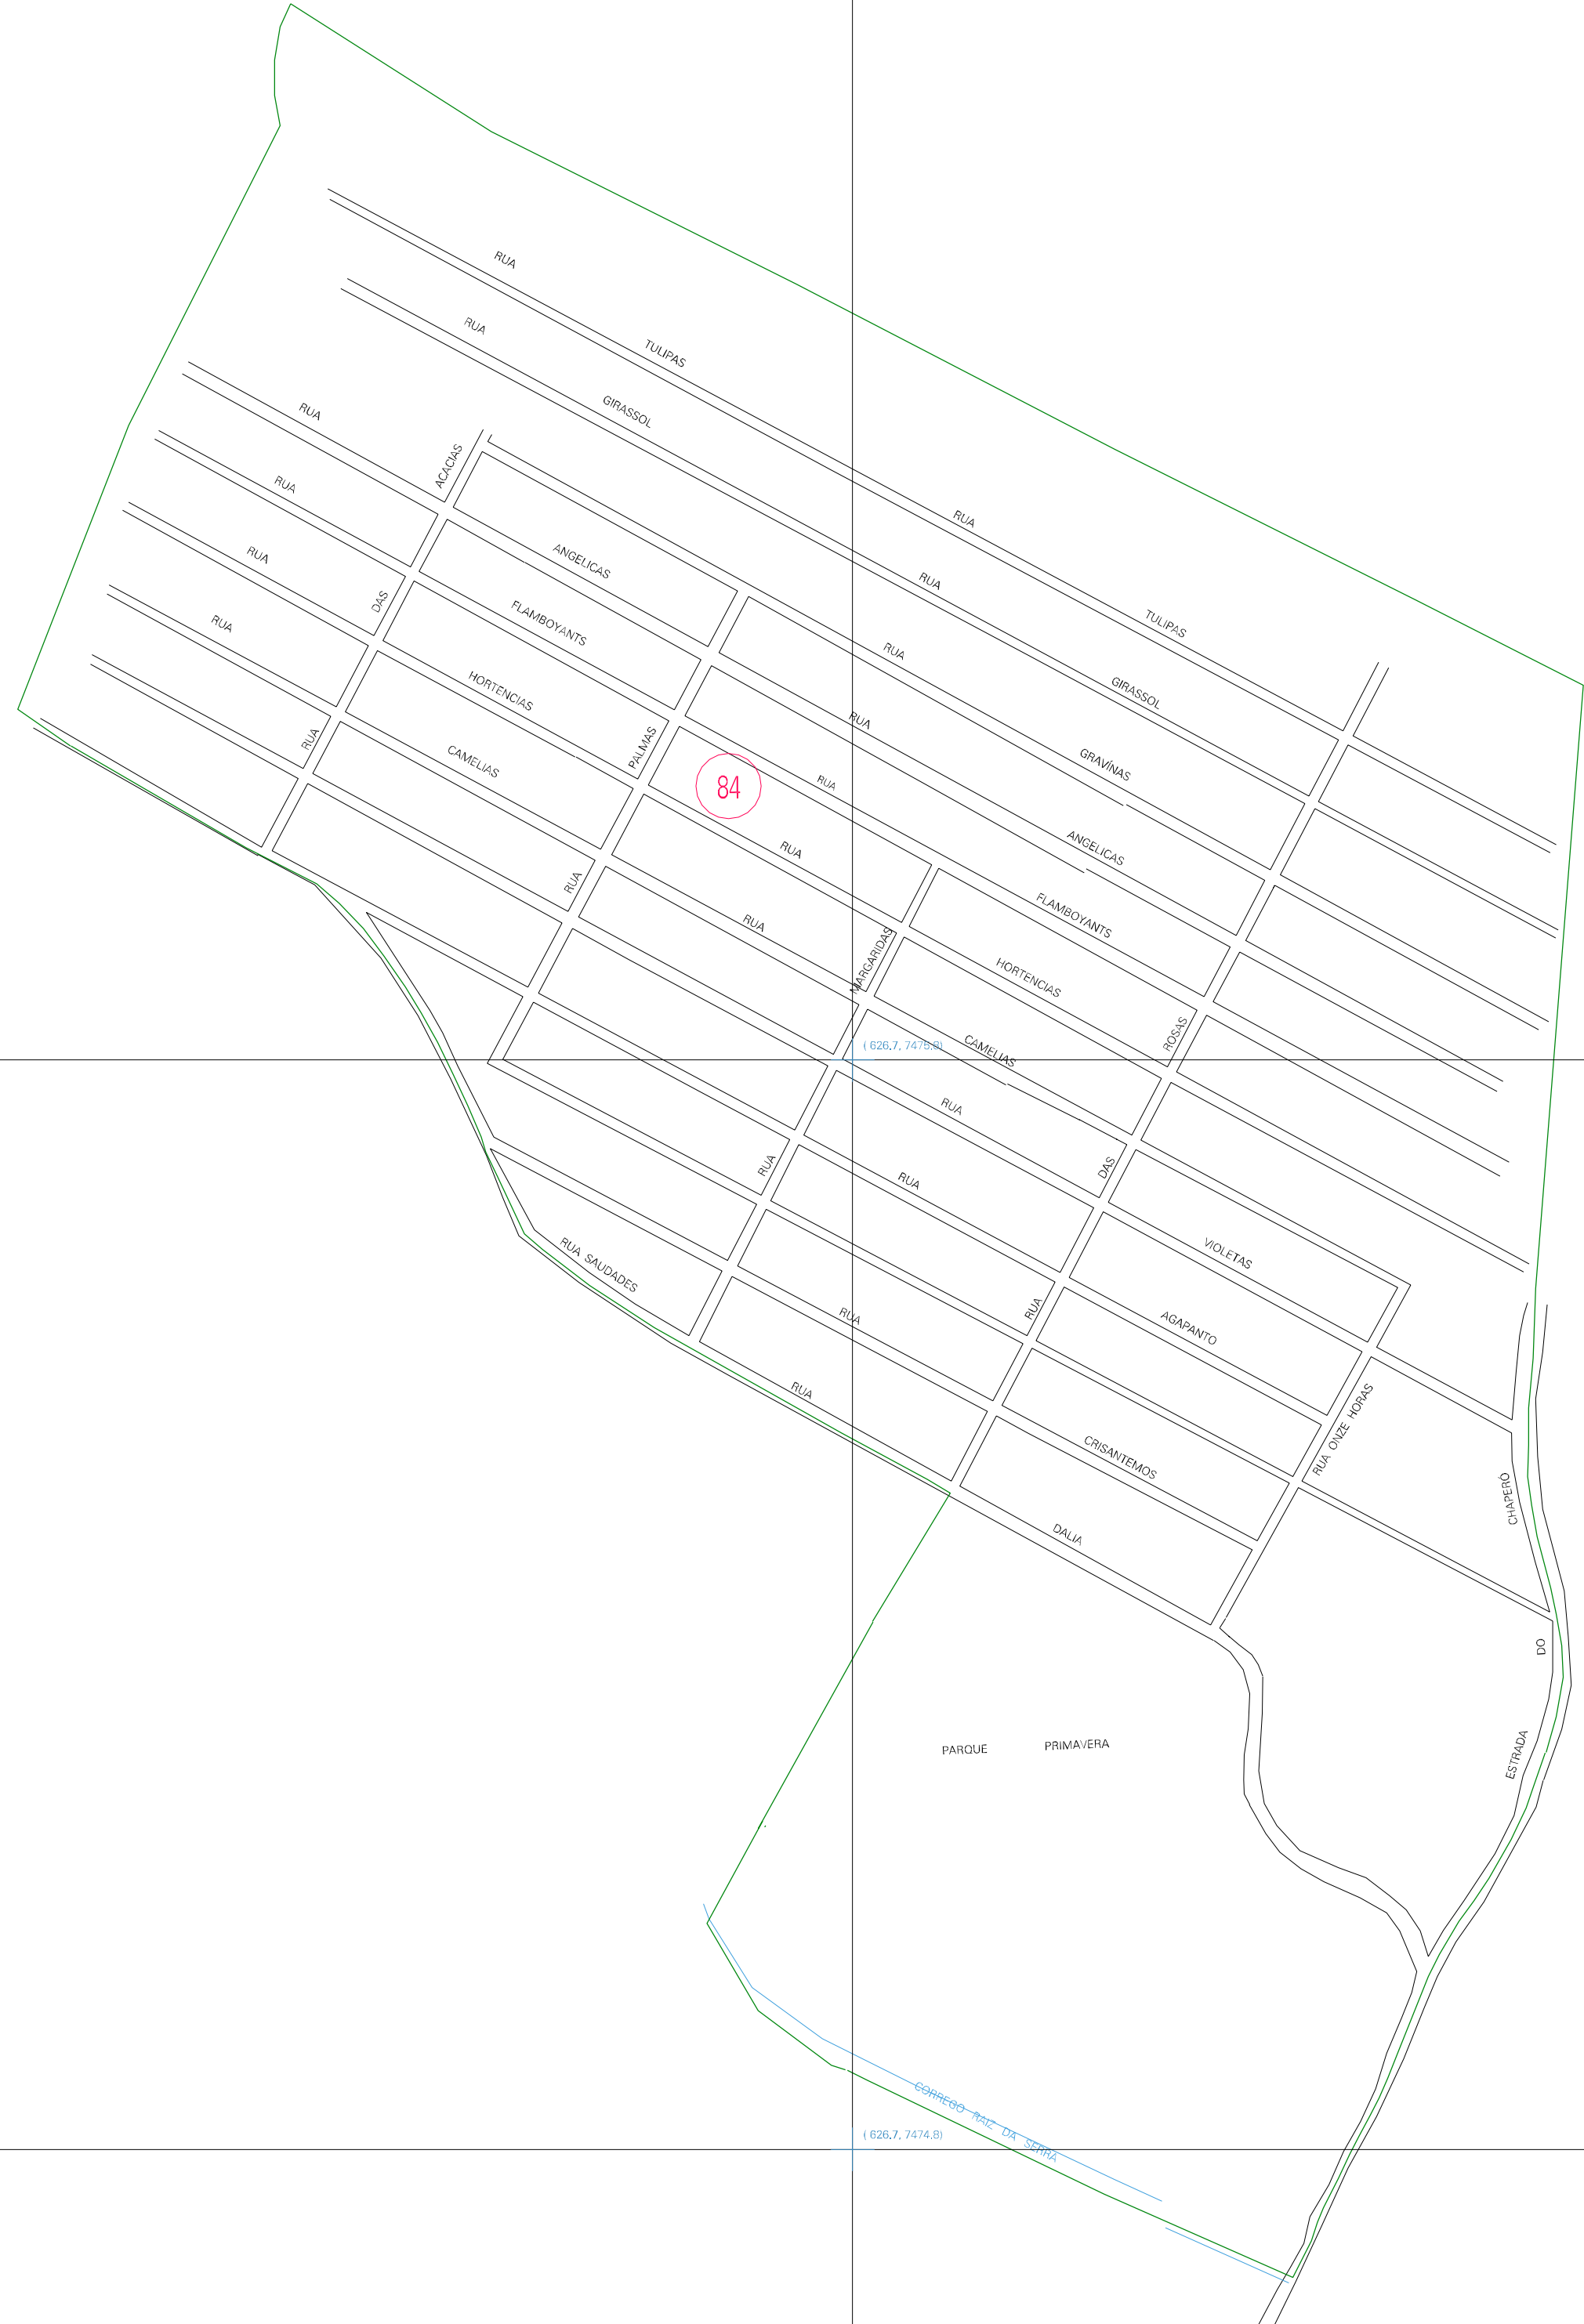 RUA TULIPAS RUA TULIPAS
RUA GIRASSOL RUA GIRASSOL
RUA GRAVÍNAS
RUA ANGELICAS RUA ANGELICAS
RUA FLAMBOYANTS RUA FLAMBOYANTS
RUA HORTENCIAS RUA HORTENCIAS
RUA CAMELIAS RUA CAMELIAS
RUA VIOLETAS
RUA AGAPANTO
RUA CRISANTEMOS
RUA DALIA
RUA DAS ACACIAS
RUA PALMAS
84
RUA MARGARIDAS
RUA DAS ROSAS
RUA ONZE HORAS
RUA SAUDADES
( 626.7, 7475.8)
ESTRADA DO CHAPERÓ
PARQUE PRIMAVERA
CORREGO RAIZ DA SERRA
( 626.7, 7474.8)